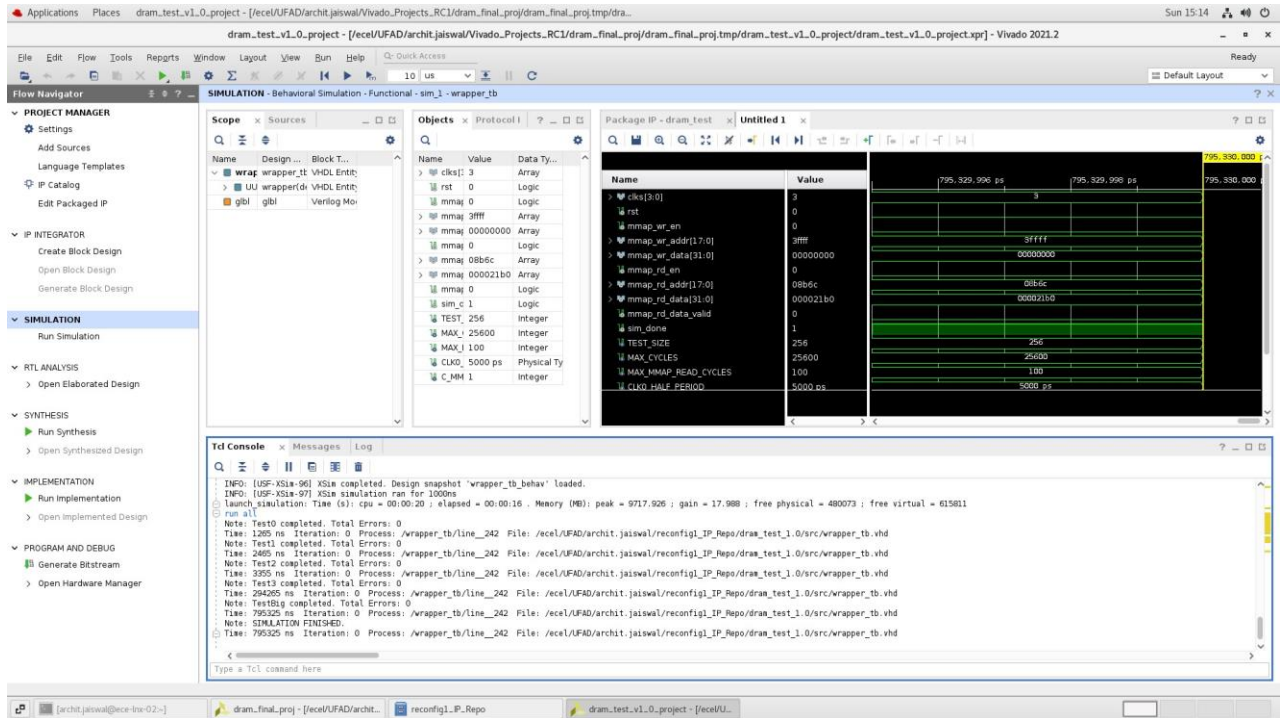 Applications Places dram_test_v1_0_project - [/ecel/UFAD/archit.jaiswal/Vivado_Projects_RC1/dram_final_proj/dram_final_proj.tmp/dra... Sun 15:14
dram_test_v1_0_project - [/ecel/UFAD/archit.jaiswal/Vivado_Projects_RC1/dram_final_proj/dram_final_proj.tmp/dram_test_v1_0_project/dram_test_v1_0_project.xpr] - Vivado 2021.2
File Edit Flow Tools Reports Window Layout View Run Help Q- Quick Access Ready
10 us Default Layout
Flow Navigator
PROJECT MANAGER
Settings
Add Sources
Language Templates
IP Catalog
Edit Packaged IP
IP INTEGRATOR
Create Block Design
Open Block Design
Generate Block Design
SIMULATION
Run Simulation
RTL ANALYSIS
Open Elaborated Design
SYNTHESIS
Run Synthesis
Open Synthesized Design
IMPLEMENTATION
Run Implementation
Open Implemented Design
PROGRAM AND DEBUG
Generate Bitstream
Open Hardware Manager
SIMULATION - Behavioral Simulation - Functional - sim_1 - wrapper_tb
Scope Sources
Name Design ... Block T...
wrap wrapper_tb VHDL Entit
UU wrapper(de VHDL Entit
glbl glbl Verilog Mo
Objects Protocol I
Name Value Data Ty...
clks[: 3 Array
rst 0 Logic
mmap 0 Logic
mmap 3ffff Array
mmap 00000000 Array
mmap 0 Logic
mmap 08b6c Array
mmap 000021b0 Array
mmap 0 Logic
sim_c 1 Logic
TEST_ 256 Integer
MAX_ 25600 Integer
MAX_ 100 Integer
CLK0_ 5000 ps Physical Ty
C_MM 1 Integer
Package IP - dram_test Untitled 1
795.330.000 p
Name Value 795.329,996 ps 795.329,998 ps 795.330,000
clks[3:0] 3 3
rst 0
mmap_wr_en 0
mmap_wr_addr[17:0] 3ffff 3ffff
mmap_wr_data[31:0] 00000000 00000000
mmap_rd_en 0
mmap_rd_addr[17:0] 08b6c 08b6c
mmap_rd_data[31:0] 000021b0 000021b0
mmap_rd_data_valid 0
sim_done 1
TEST_SIZE 256 256
MAX_CYCLES 25600 25600
MAX_MMAP_READ_CYCLES 100 100
CLK0_HALF_PERIOD 5000 ps 5000 ps
Tcl Console Messages Log
INFO: [USF-XSim-96] XSim completed. Design snapshot 'wrapper_tb_behav' loaded.
INFO: [USF-XSim-97] XSim simulation ran for 1000ns
launch_simulation: Time (s): cpu = 00:00:20 ; elapsed = 00:00:16 . Memory (MB): peak = 9717.926 ; gain = 17.988 ; free physical = 480073 ; free virtual = 615811
run all
Note: Test0 completed. Total Errors: 0
Time: 1265 ns Iteration: 0 Process: /wrapper_tb/line__242 File: /ecel/UFAD/archit.jaiswal/reconfig1_IP_Repo/dram_test_1.0/src/wrapper_tb.vhd
Note: Test1 completed. Total Errors: 0
Time: 2465 ns Iteration: 0 Process: /wrapper_tb/line__242 File: /ecel/UFAD/archit.jaiswal/reconfig1_IP_Repo/dram_test_1.0/src/wrapper_tb.vhd
Note: Test2 completed. Total Errors: 0
Time: 3355 ns Iteration: 0 Process: /wrapper_tb/line__242 File: /ecel/UFAD/archit.jaiswal/reconfig1_IP_Repo/dram_test_1.0/src/wrapper_tb.vhd
Note: Test3 completed. Total Errors: 0
Time: 294265 ns Iteration: 0 Process: /wrapper_tb/line__242 File: /ecel/UFAD/archit.jaiswal/reconfig1_IP_Repo/dram_test_1.0/src/wrapper_tb.vhd
Note: TestBig completed. Total Errors: 0
Time: 795325 ns Iteration: 0 Process: /wrapper_tb/line__242 File: /ecel/UFAD/archit.jaiswal/reconfig1_IP_Repo/dram_test_1.0/src/wrapper_tb.vhd
Note: SIMULATION FINISHED.
Time: 795325 ns Iteration: 0 Process: /wrapper_tb/line__242 File: /ecel/UFAD/archit.jaiswal/reconfig1_IP_Repo/dram_test_1.0/src/wrapper_tb.vhd
Type a Tcl command here
[archit.jaiswal@ece-lnx-02:~] dram_final_proj - [/ecel/UFAD/archit... reconfig1_IP_Repo dram_test_v1_0_project - [/ecel/U...